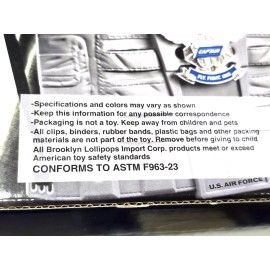 CAPTAIN
-Specifications and colors may vary as shown
-Keep this information for any possible correspondence
-Packaging is not a Toy. Keep away from children and pets
-All clips, binders, rubber bands, plastic bags and other packing
materials are not part of the toy. Remove before giving to child
All Brooklyn Lollipops Import Corp. products meet or exceed
American toy safety standards
CONFORMS TO ASTM F963-23
U.S. AIR FORCE